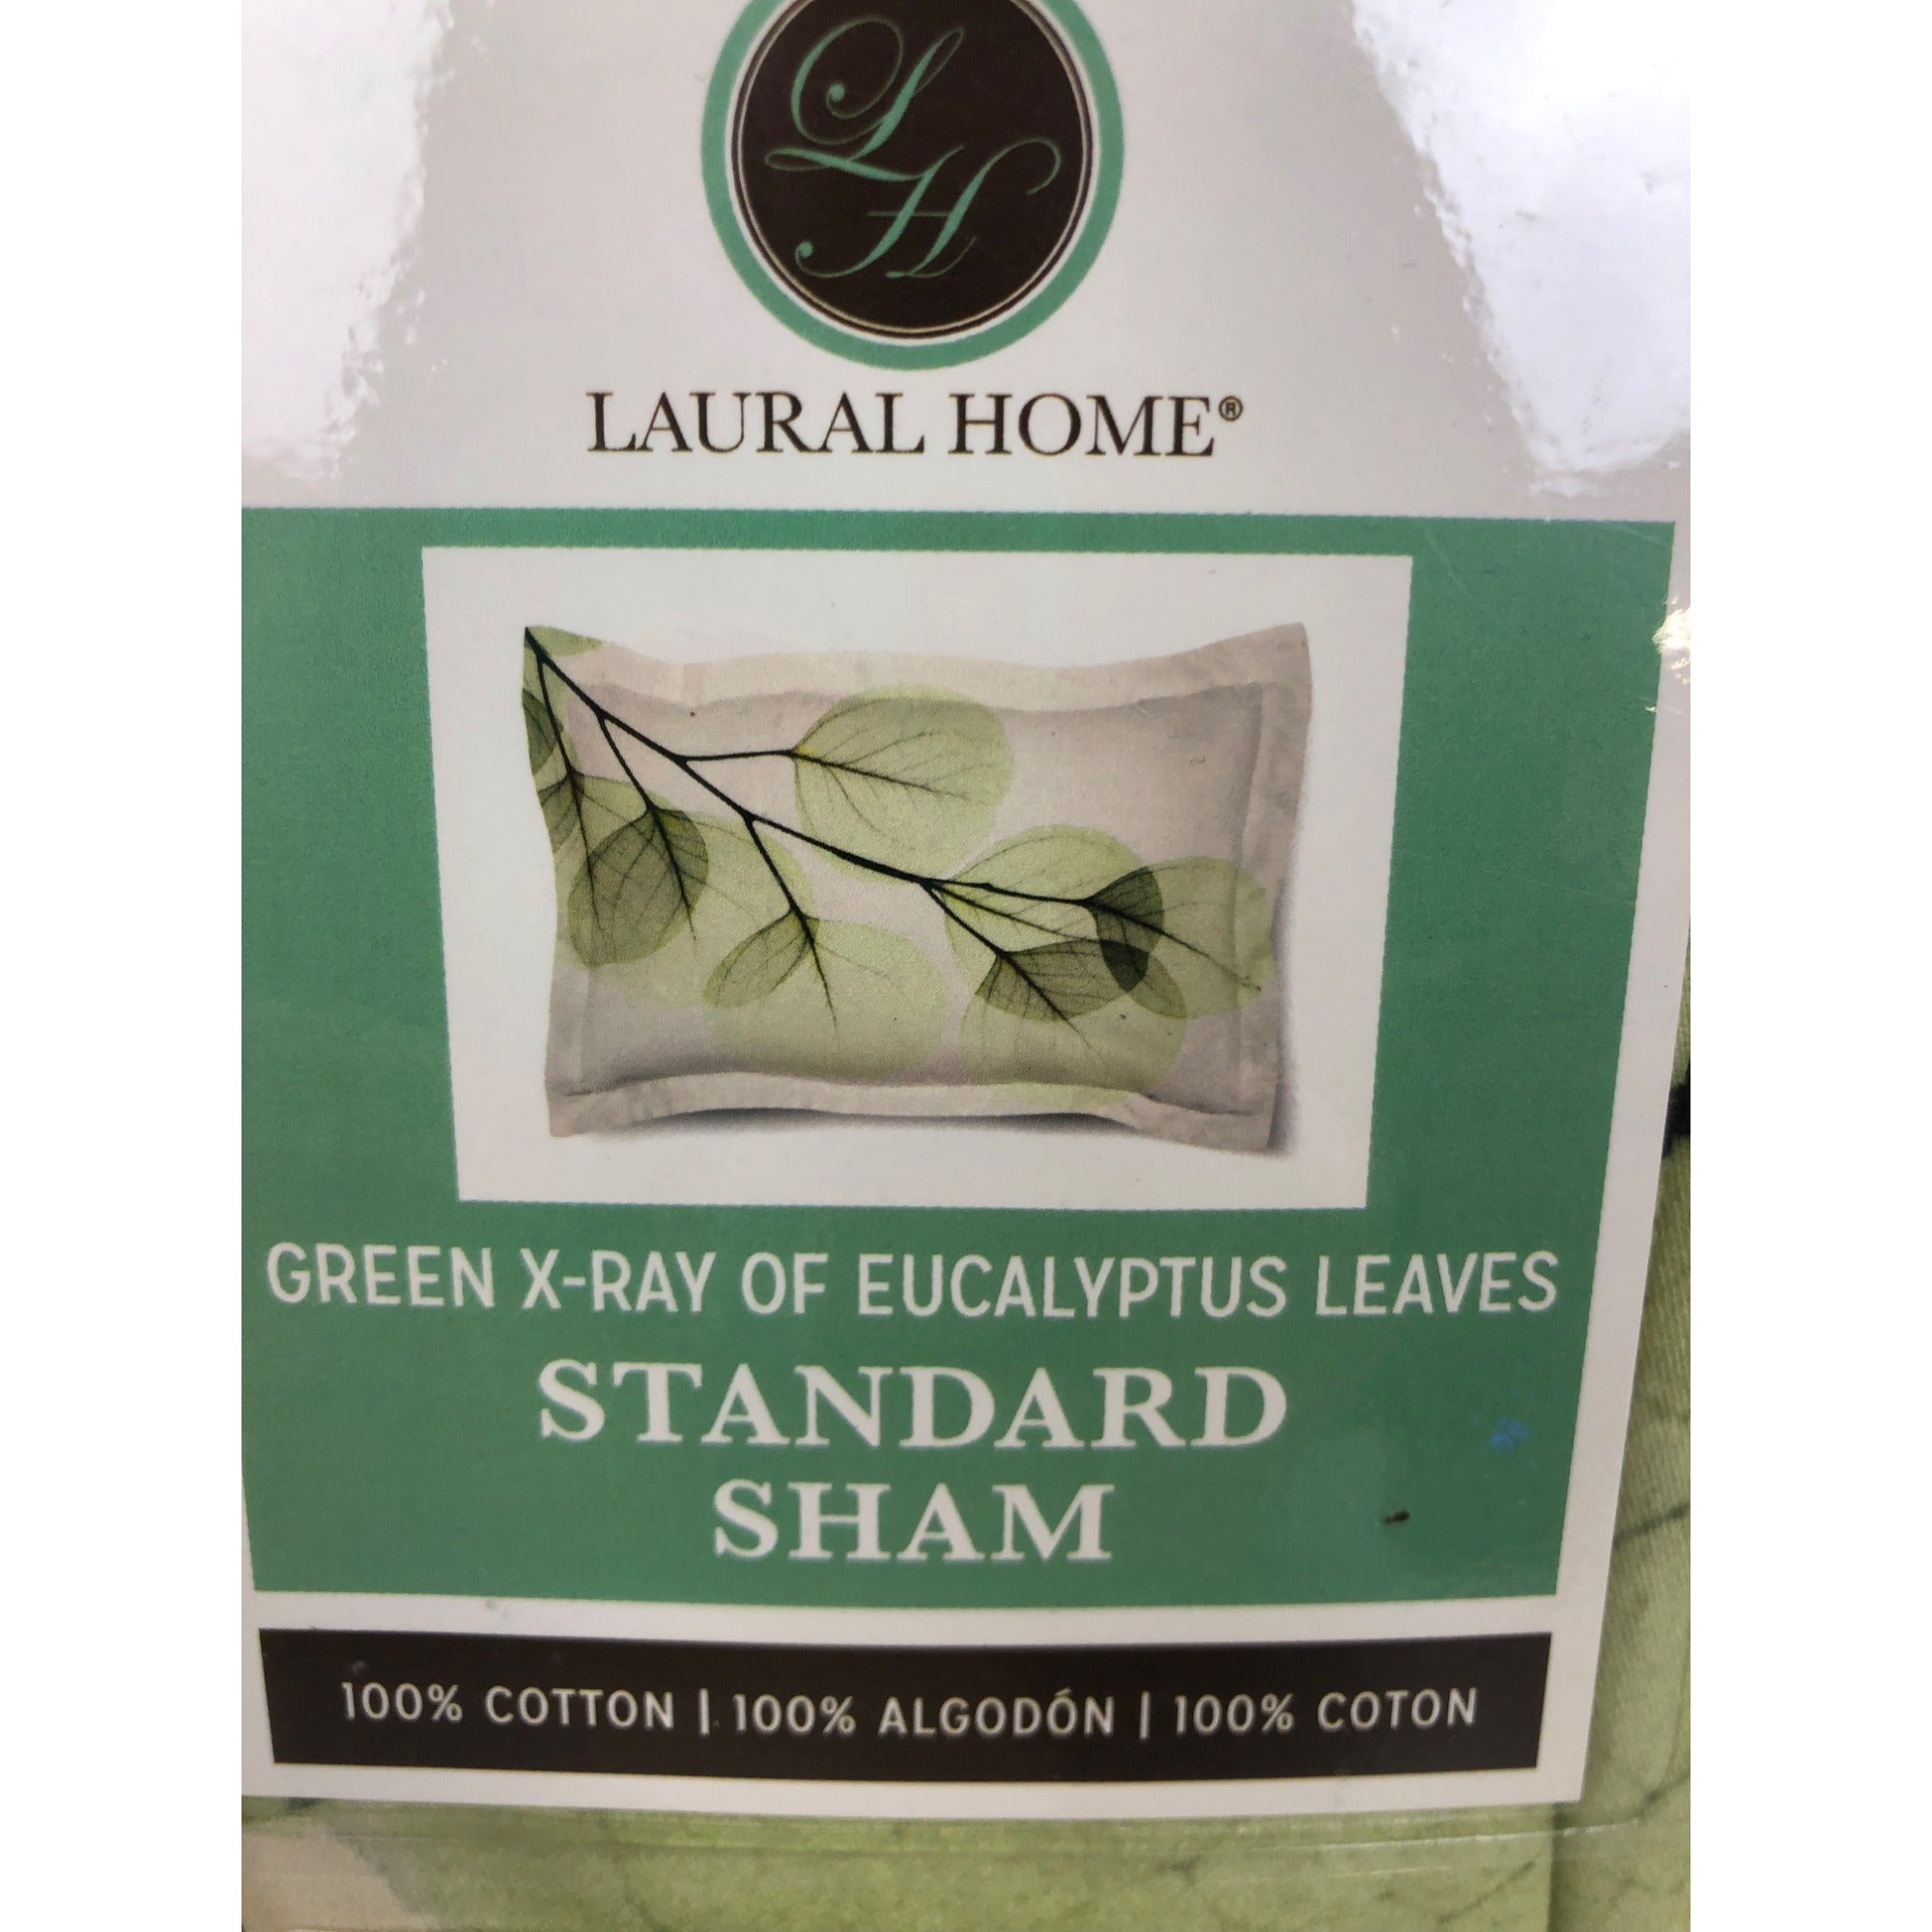 LH
LAURAL HOME®
GREEN X-RAY OF EUCALYPTUS LEAVES
STANDARD
SHAM
100% COTTON | 100% ALGODÓN | 100% COTON